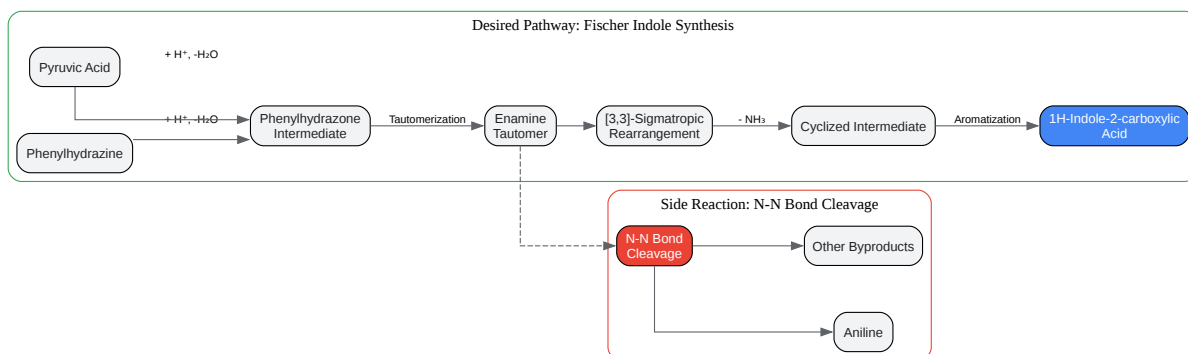 Desired Pathway: Fischer Indole Synthesis
Pyruvic Acid
+ H⁺, -H₂O
+ H⁺, -H₂O
Phenylhydrazine
Phenylhydrazone
Intermediate
Tautomerization
Enamine
Tautomer
[3,3]-Sigmatropic
Rearrangement
- NH₃
Cyclized Intermediate
Aromatization
1H-Indole-2-carboxylic
Acid
Side Reaction: N-N Bond Cleavage
N-N Bond
Cleavage
Other Byproducts
Aniline